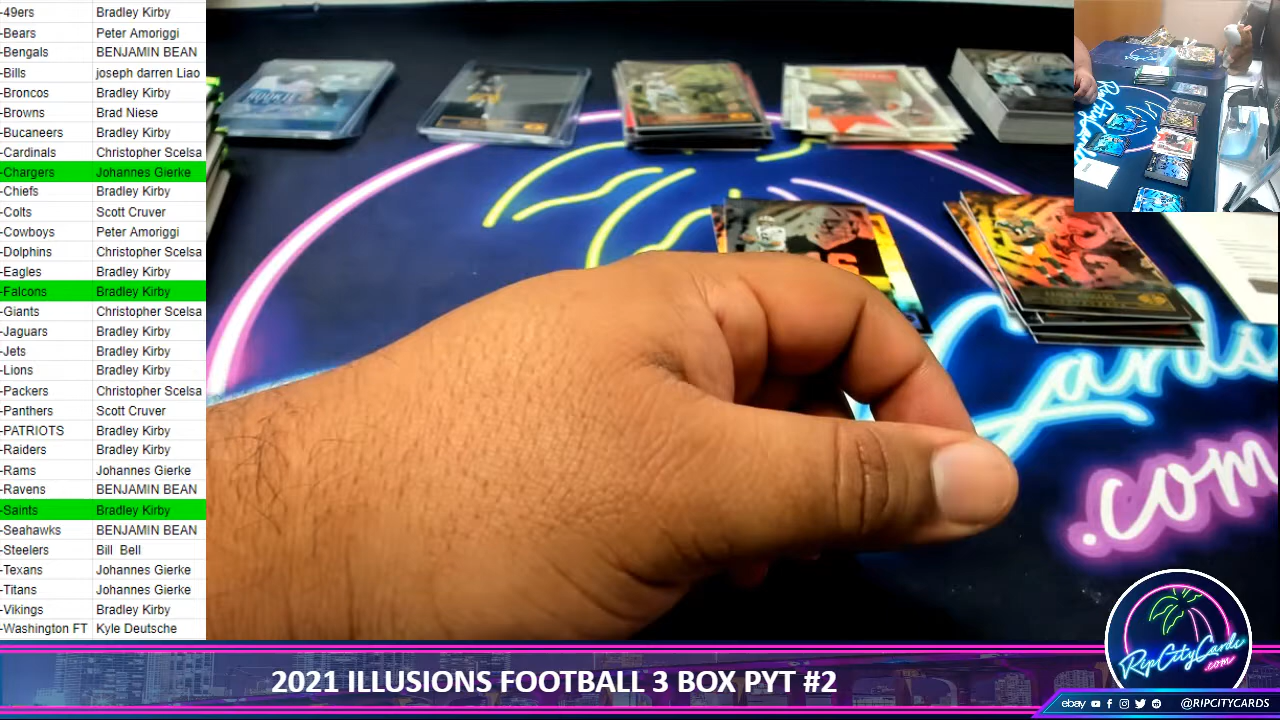 -49ers Bradley Kirby
-Bears Peter Amoriggi
-Bengals BENJAMIN BEAN
-Bills joseph darren Liao
-Broncos Bradley Kirby
-Browns Brad Niese
-Bucaneers Bradley Kirby
-Cardinals Christopher Scelsa
-Chargers Johannes Gierke
-Chiefs Bradley Kirby
-Colts Scott Cruver
-Cowboys Peter Amoriggi
-Dolphins Christopher Scelsa
-Eagles Bradley Kirby
-Falcons Bradley Kirby
-Giants Christopher Scelsa
-Jaguars Bradley Kirby
-Jets Bradley Kirby
-Lions Bradley Kirby
-Packers Christopher Scelsa
-Panthers Scott Cruver
-PATRIOTS Bradley Kirby
-Raiders Bradley Kirby
-Rams Johannes Gierke
-Ravens BENJAMIN BEAN
-Saints Bradley Kirby
-Seahawks BENJAMIN BEAN
-Steelers Bill Bell
-Texans Johannes Gierke
-Titans Johannes Gierke
-Vikings Bradley Kirby
-Washington FT Kyle Deutsche
Cards
.com
2021 ILLUSIONS FOOTBALL 3 BOX PYT #2
RipCityCards
.com
ebay @RIPCITYCARDS